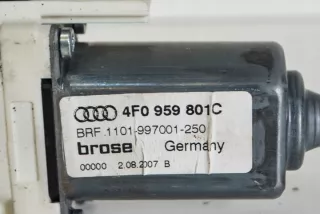 4F0 959 801C
BRF 1101-997001-250
brose Germany
00000 2.08.2007 B